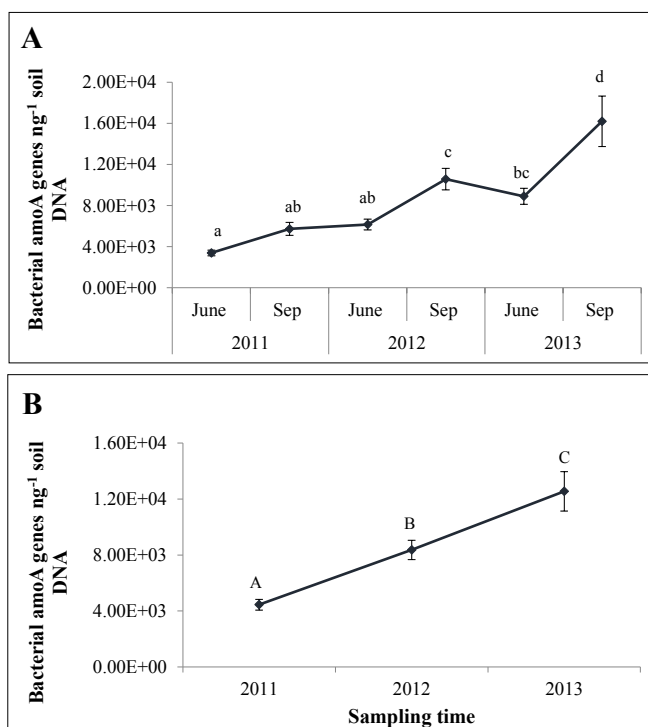 A
Bacterial amoA genes ng⁻¹ soil
DNA
2.00E+04
1.60E+04
1.20E+04
8.00E+03
4.00E+03
0.00E+00
a
ab
ab
c
bc
d
June Sep June Sep June Sep
2011 2012 2013
B
Bacterial amoA genes ng⁻¹ soil
DNA
1.60E+04
1.20E+04
8.00E+03
4.00E+03
0.00E+00
A
B
C
2011 2012 2013
Sampling time